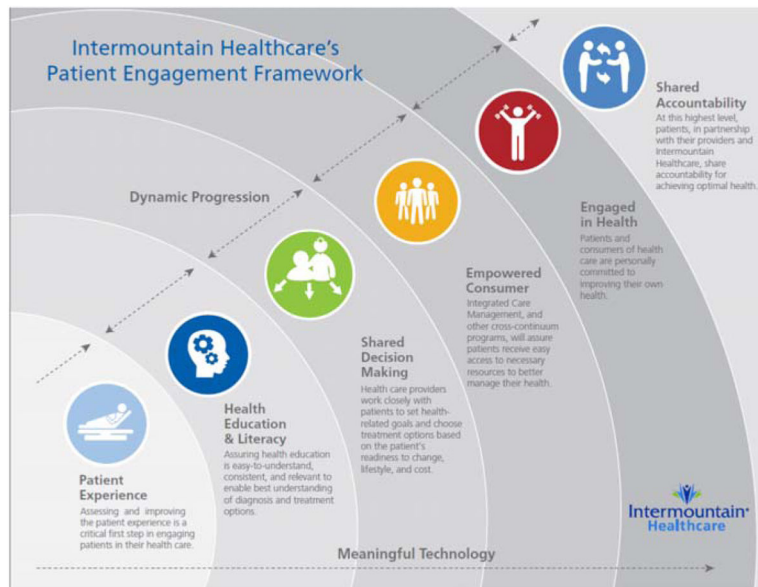 Intermountain Healthcare's
Patient Engagement Framework
Shared
Accountability
At this highest level,
patients, in partnership
with their providers and
Intermountain
Healthcare, share
accountability for
achieving optimal health.
Dynamic Progression
Engaged
in Health
Patients and
consumers of health
care are personally
committed to
improving their own
health.
Empowered
Consumer
Integrated Care
Management, and
other cross-continuum
programs, will assure
patients receive easy
access to necessary
resources to better
manage their health.
Shared
Decision
Making
Health care providers
work closely with
patients to set health-
related goals and choose
treatment options based
on the patient's
readiness to change,
lifestyle, and cost.
Health
Education
& Literacy
Assuring health education
is easy-to-understand,
consistent, and relevant to
enable best understanding
of diagnosis and treatment
options.
Patient
Experience
Assessing and improving
the patient experience is a
critical first step in engaging
patients in their health care.
Intermountain
Healthcare
Meaningful Technology